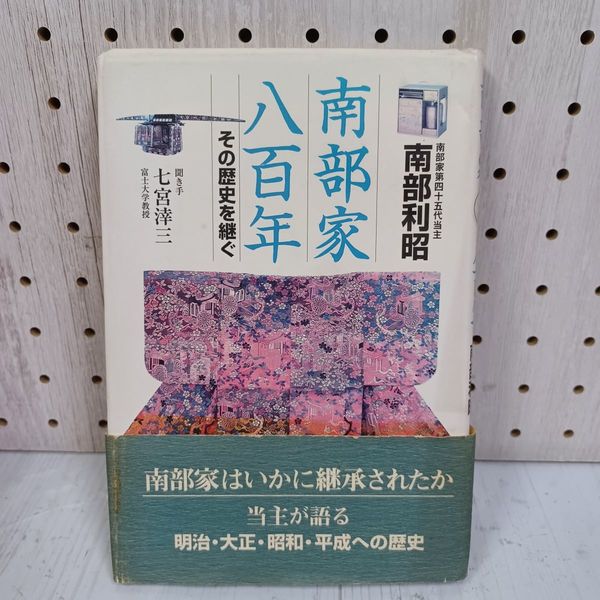 南部家第四十五代当主
南部利昭
南部家
八百年
その歴史を継ぐ
聞き手
七宮涬三
富士大学教授
南部家はいかに継承されたか
当主が語る
明治・大正・昭和・平成への歴史